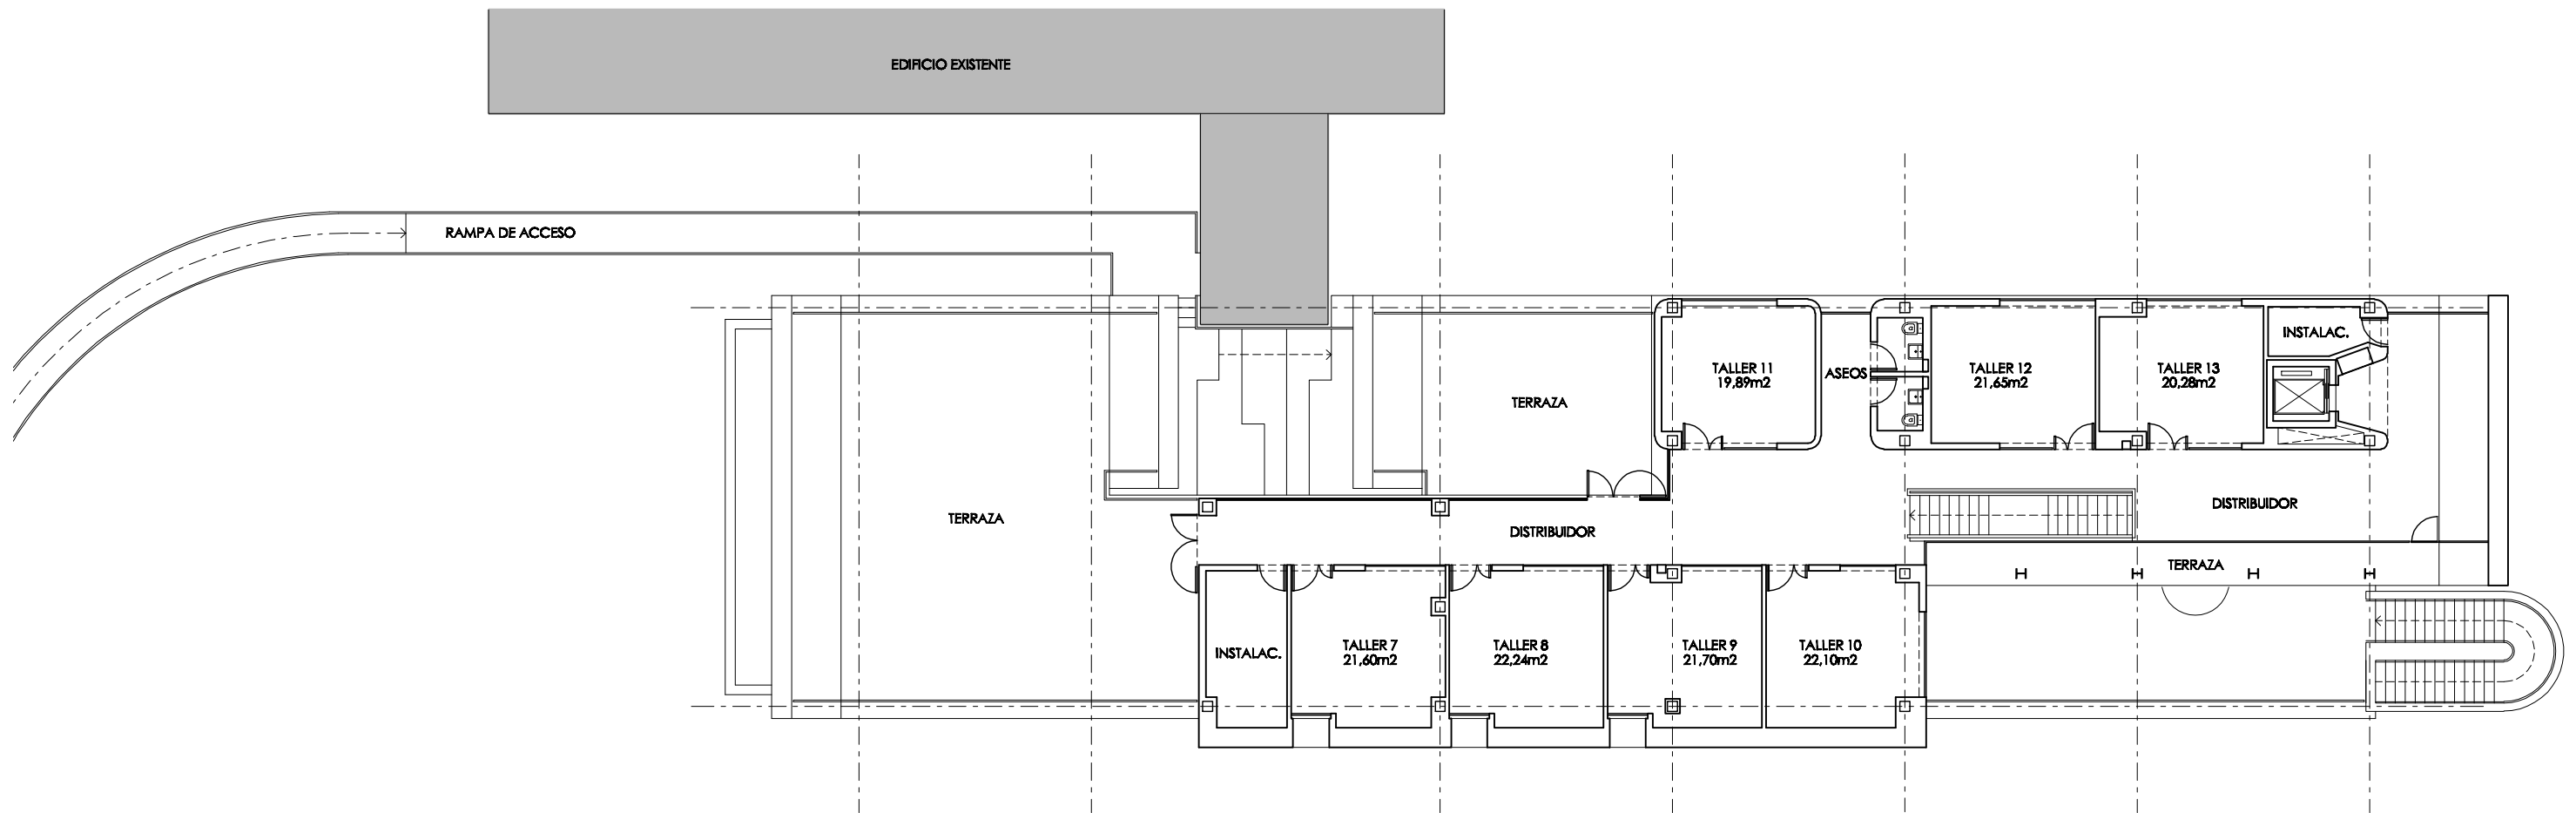 EDIFICIO EXISTENTE
RAMPA DE ACCESO
INSTALAC.
TALLER 11
19,89m2
ASEOS
TALLER 12
21,65m2
TALLER 13
20,28m2
TERRAZA
TERRAZA
DISTRIBUIDOR
DISTRIBUIDOR
TERRAZA
INSTALAC.
TALLER 7
21,60m2
TALLER 8
22,24m2
TALLER 9
21,70m2
TALLER 10
22,10m2